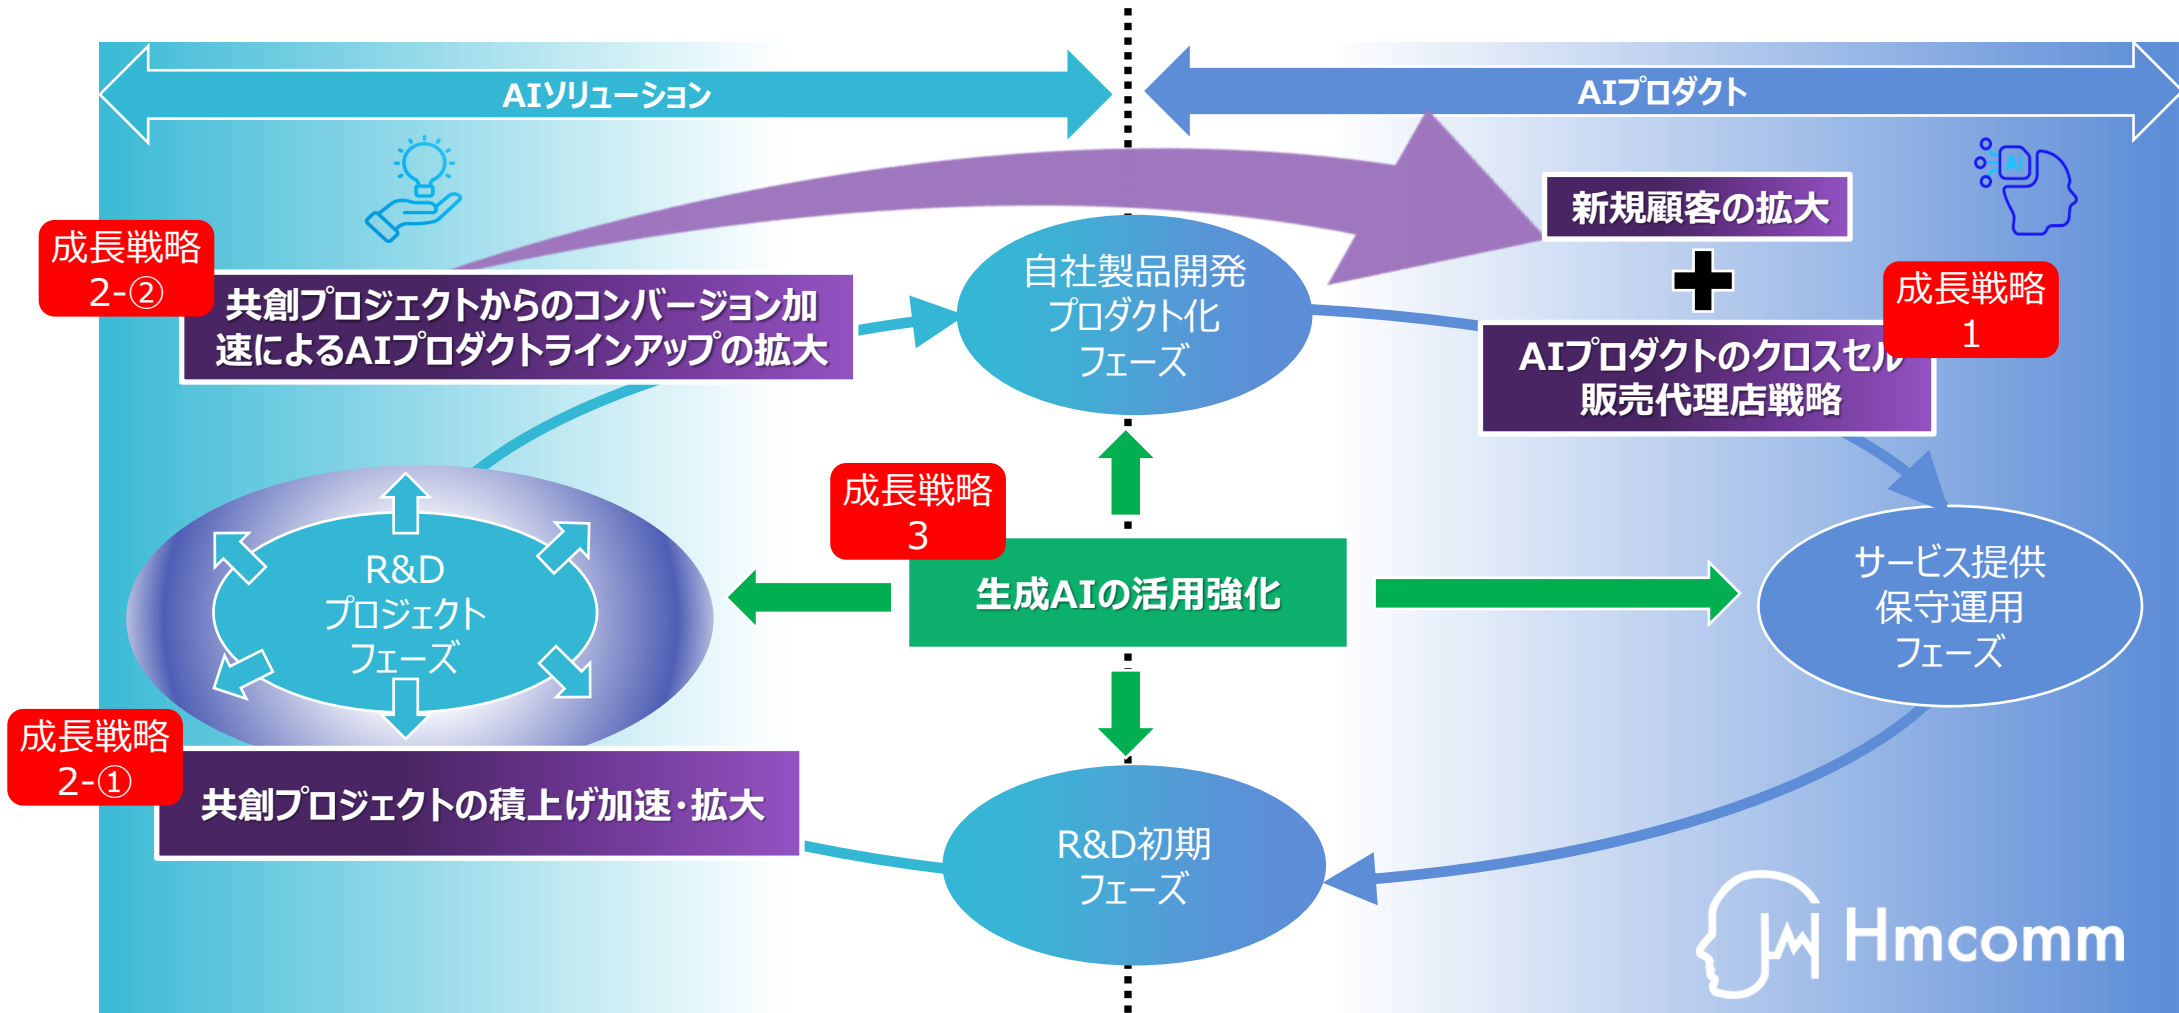 AIソリューション
AIプロダクト
AI
新規顧客の拡大
成長戦略
2-②
共創プロジェクトからのコンバージョン加
速によるAIプロダクトラインアップの拡大
自社製品開発
プロダクト化
フェーズ
成長戦略
1
AIプロダクトのクロスセル
販売代理店戦略
成長戦略
3
生成AIの活用強化
R&D
プロジェクト
フェーズ
サービス提供
保守運用
フェーズ
成長戦略
2-①
共創プロジェクトの積上げ加速・拡大
R&D初期
フェーズ
Hmcomm